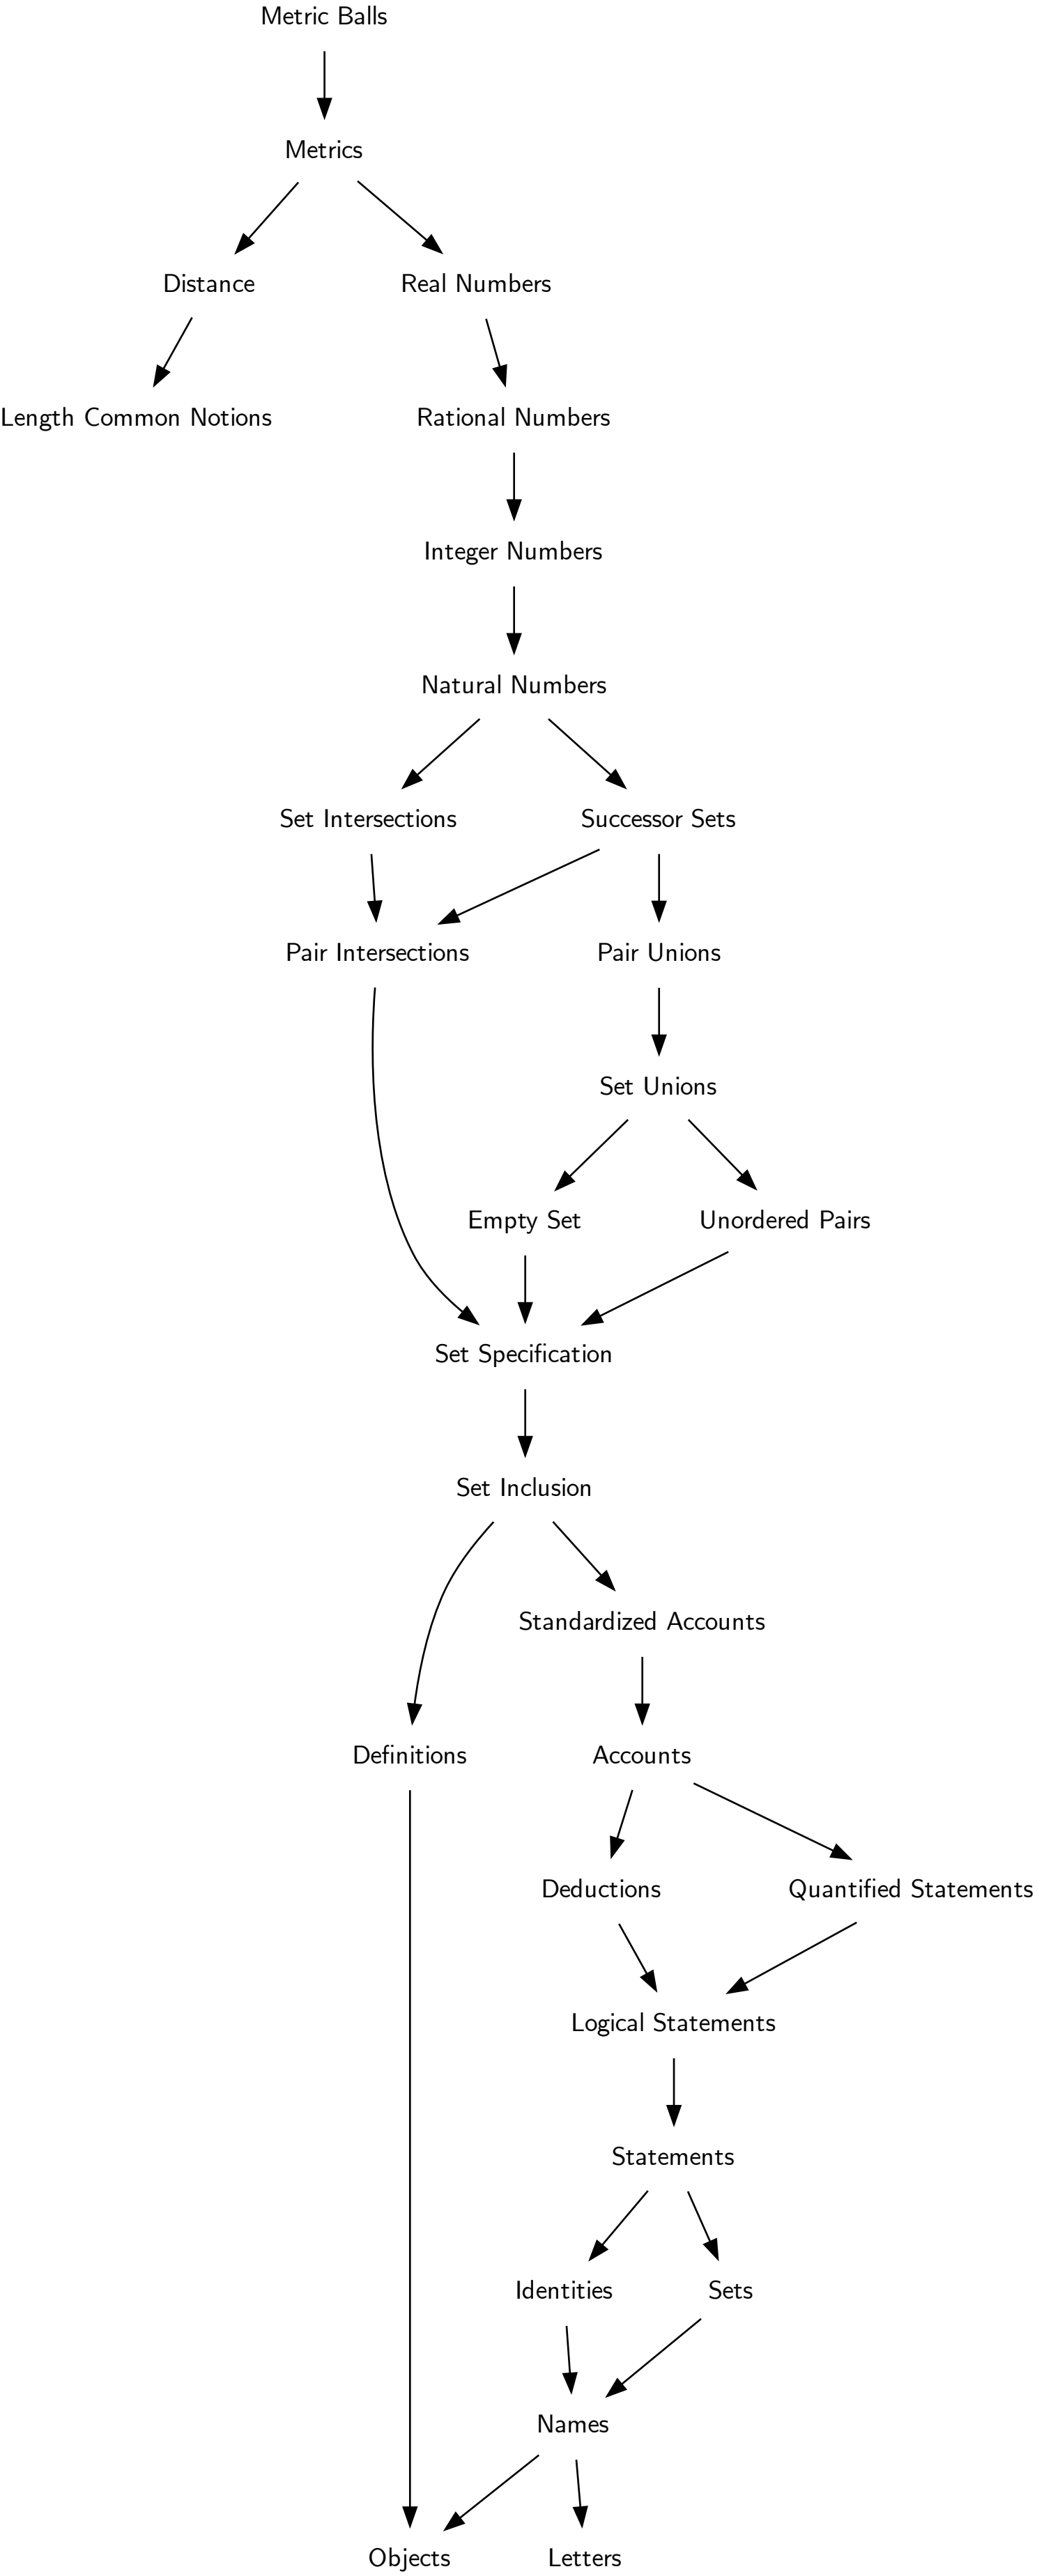 Metric Balls
Metrics
Distance
Real Numbers
Length Common Notions
Rational Numbers
Integer Numbers
Natural Numbers
Set Intersections
Successor Sets
Pair Intersections
Pair Unions
Set Unions
Empty Set
Unordered Pairs
Set Specification
Set Inclusion
Standardized Accounts
Definitions
Accounts
Deductions
Quantified Statements
Logical Statements
Statements
Identities
Sets
Names
Objects
Letters